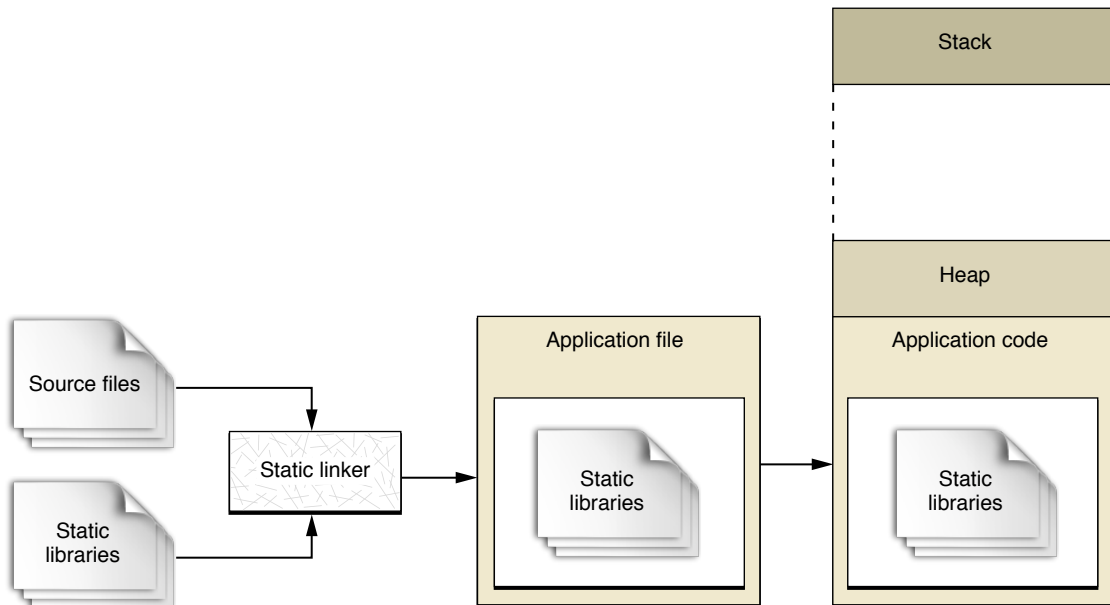 Stack
Heap
Application file
Application code
Source files
Static linker
Static
libraries
Static
libraries
Static
libraries